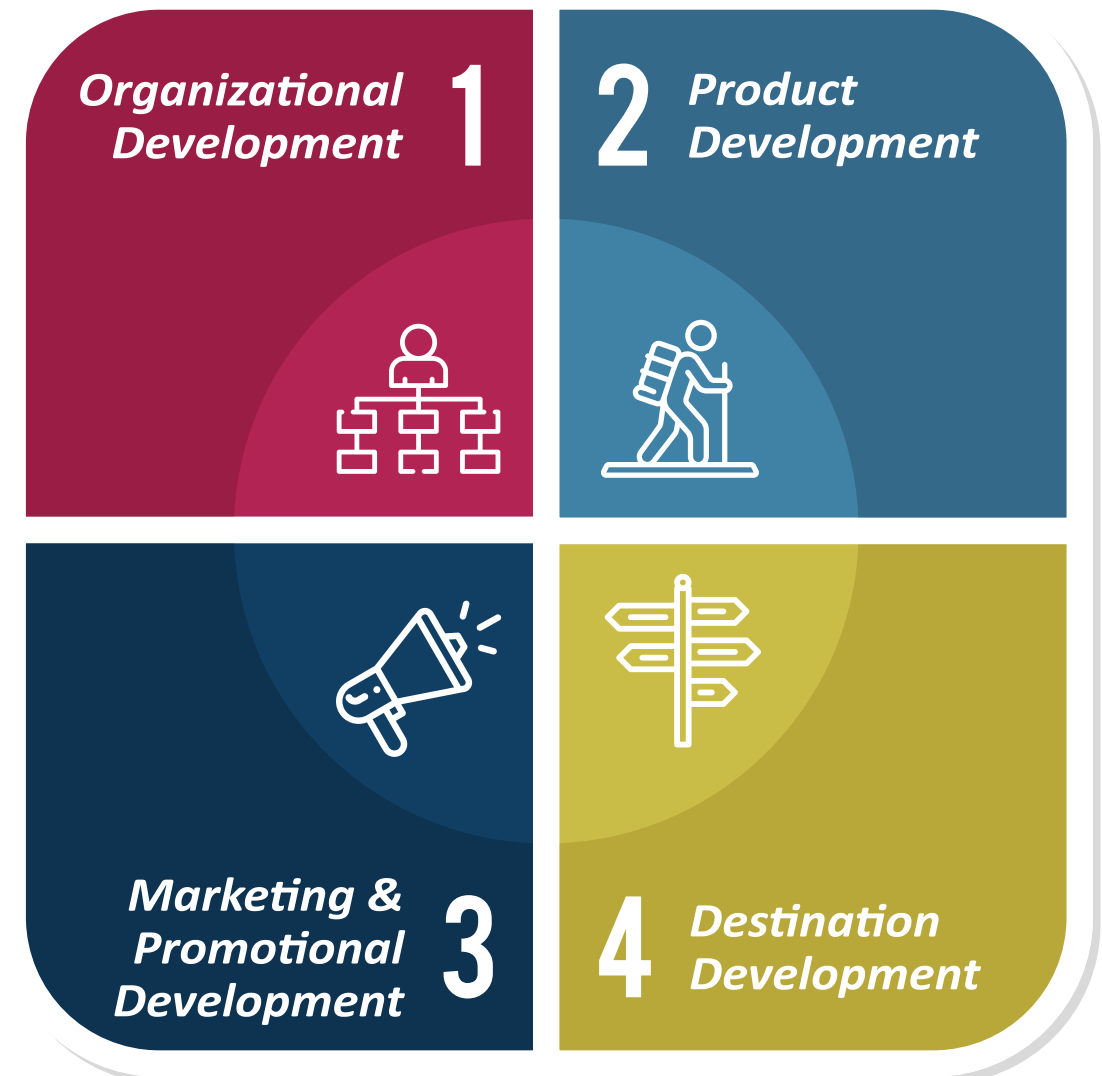 Organizational
Development
1
2
Product
Development
Marketing &
Promotional
Development
3
4
Destination
Development